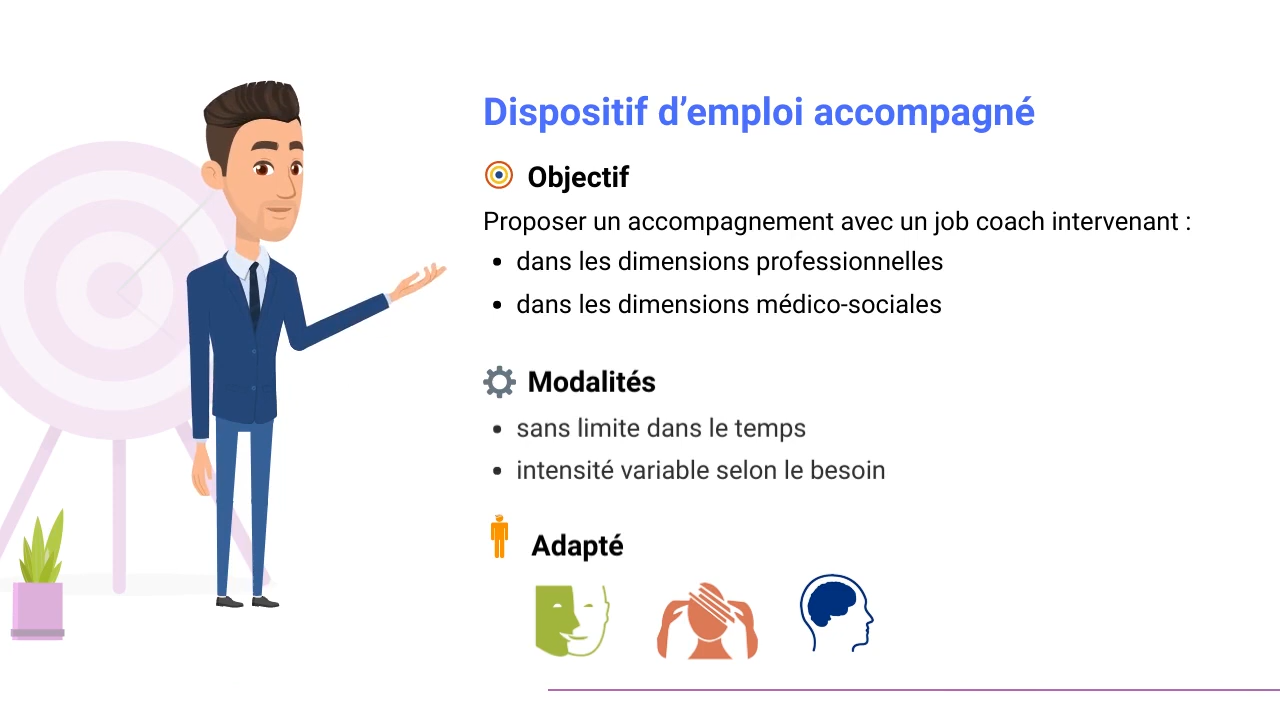 Dispositif d’emploi accompagné
Objectif
Proposer un accompagnement avec un job coach intervenant :
• dans les dimensions professionnelles
• dans les dimensions médico-sociales
Modalités
• sans limite dans le temps
• intensité variable selon le besoin
Adapté